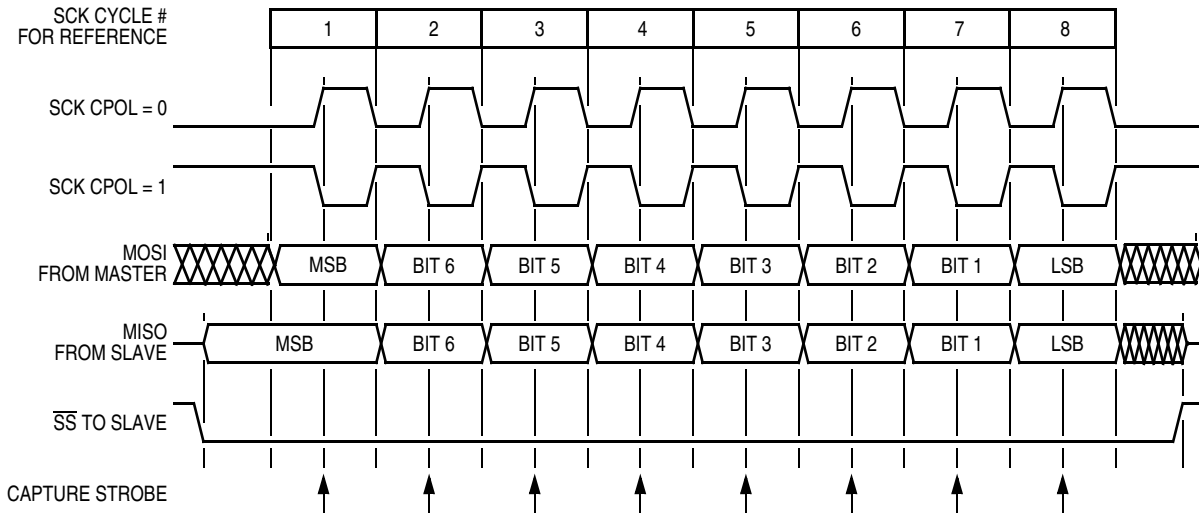 SCK CYCLE #
FOR REFERENCE
1 2 3 4 5 6 7 8
SCK CPOL = 0
SCK CPOL = 1
MOSI
FROM MASTER
MSB BIT 6 BIT 5 BIT 4 BIT 3 BIT 2 BIT 1 LSB
MISO
FROM SLAVE
MSB BIT 6 BIT 5 BIT 4 BIT 3 BIT 2 BIT 1 LSB
SS TO SLAVE
CAPTURE STROBE